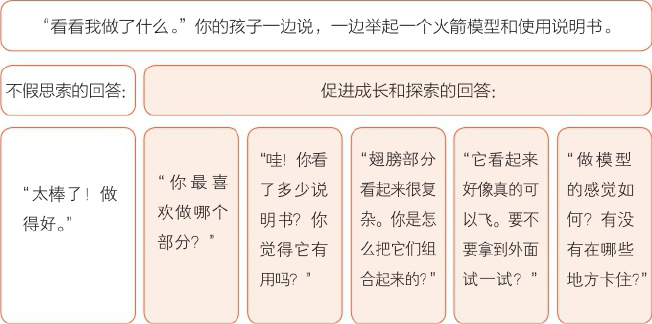 “看看我做了什么。”你的孩子一边说，一边举起一个火箭模型和使用说明书。
不假思索的回答：
促进成长和探索的回答：
“太棒了！做
得好。”
“你最喜
欢做哪个
部分？”
“哇！你看
了多少说
明书？你
觉得它有
用吗？”
“翅膀部分
看起来很复
杂。你是怎
么把它们组
合起来的？”
“它看起来
好像真的可
以飞。要不
要拿到外面
试一试？”
“做模型
的感觉如
何？有没
有在哪些
地方卡住？”